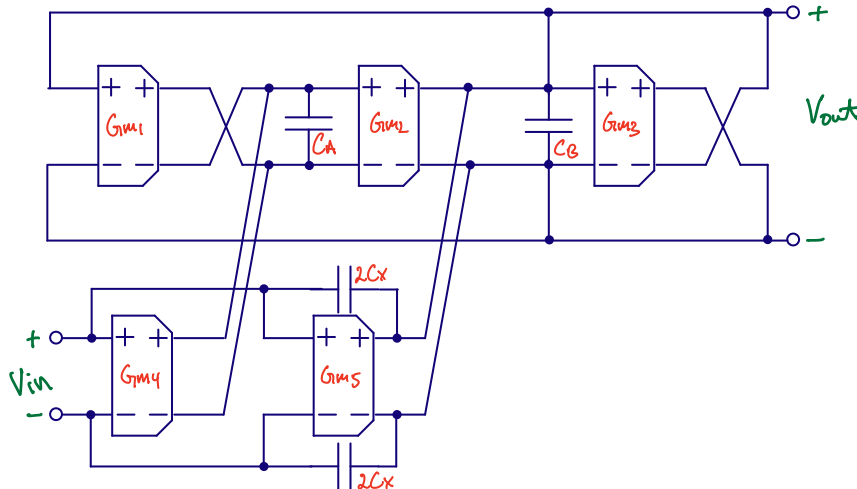 +
+ +
Gm1
− −
CA
+ +
Gm2
− −
CB
+ +
Gm3
− −
Vout
−
2Cx
+
Vin
−
+ +
Gm4
− −
+ +
Gm5
− −
2Cx